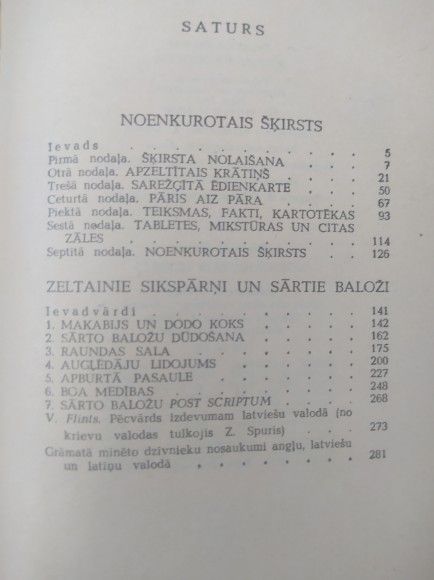 SATURS
NOENKUROTAIS ŠĶIRSTS
Ievads . . . . . . . . . . . 5
Pirmā nodaļa. ŠĶIRSTA NOLAIŠANA . . . . . 7
Otrā nodaļa. APZELTĪTAIS KRĀTIŅŠ . . . . . 21
Trešā nodaļa. SAREŽĢĪTĀ ĒDIENKARTE . . . . 50
Ceturtā nodaļa. PĀRIS AIZ PĀRA . . . . . . 67
Piektā nodaļa. TEIKSMAS, FAKTI, KARTOTĒKAS 93
Sestā nodaļa. TABLETES, MIKSTŪRAS UN CITAS
ZĀLES . . . . . . . . . . . 114
Septītā nodaļa. NOENKUROTAIS ŠĶIRSTS . . . 126
ZELTAINIE SIKSPĀRŅI UN SĀRTIE BALOŽI
Ievadvārdi . . . . . . . . . . 141
1. MAKABIJS UN DODO KOKS . . . . . . 142
2. SĀRTO BALOŽU DŪDOŠANA . . . . . . 162
3. RAUNDAS SALA . . . . . . . . . 175
4. AUGĻĒDĀJU LIDOJUMS . . . . . . . 200
5. APBURTĀ PASAULE . . . . . . . . 227
6. BOA MEDĪBAS . . . . . . . . . 248
7. SĀRTO BALOŽU POST SCRIPTUM . . . . . 268
V. Flints. Pēcvārds izdevumam latviešu valodā (no
krievu valodas tulkojis Z. Spuris) . . . . 273
Grāmatā minēto dzīvnieku nosaukumi angļu, latviešu
un latīņu valodā . . . . . . . . 281